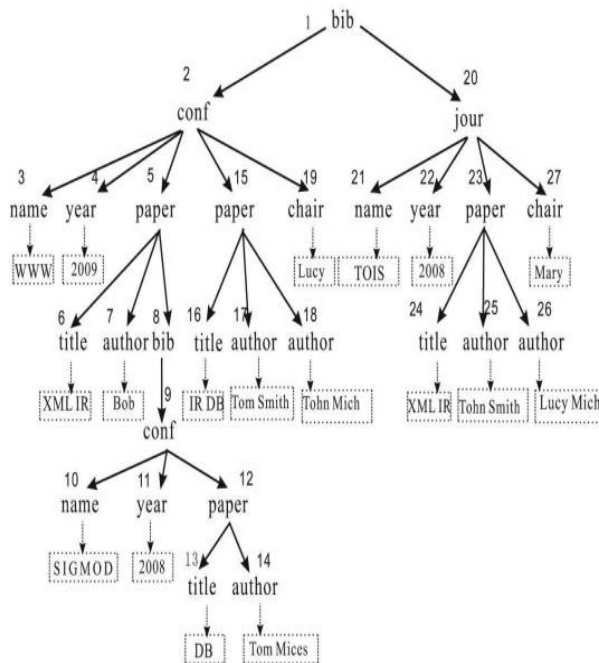 1 bib
2 20
conf jour
3 4 5 15 19 21 22 23 27
name year paper paper chair name year paper chair
WWW 2009 Lucy TOIS 2008 Mary
6 7 8 16 17 18 24 25 26
title author bib title author author title author author
XML IR Bob 9 IR DB Tom Smith Tohn Mich XML IR Tohn Smith Lucy Mich
conf
10 11 12
name year paper
SIGMOD 2008 13 14
title author
DB Tom Mices